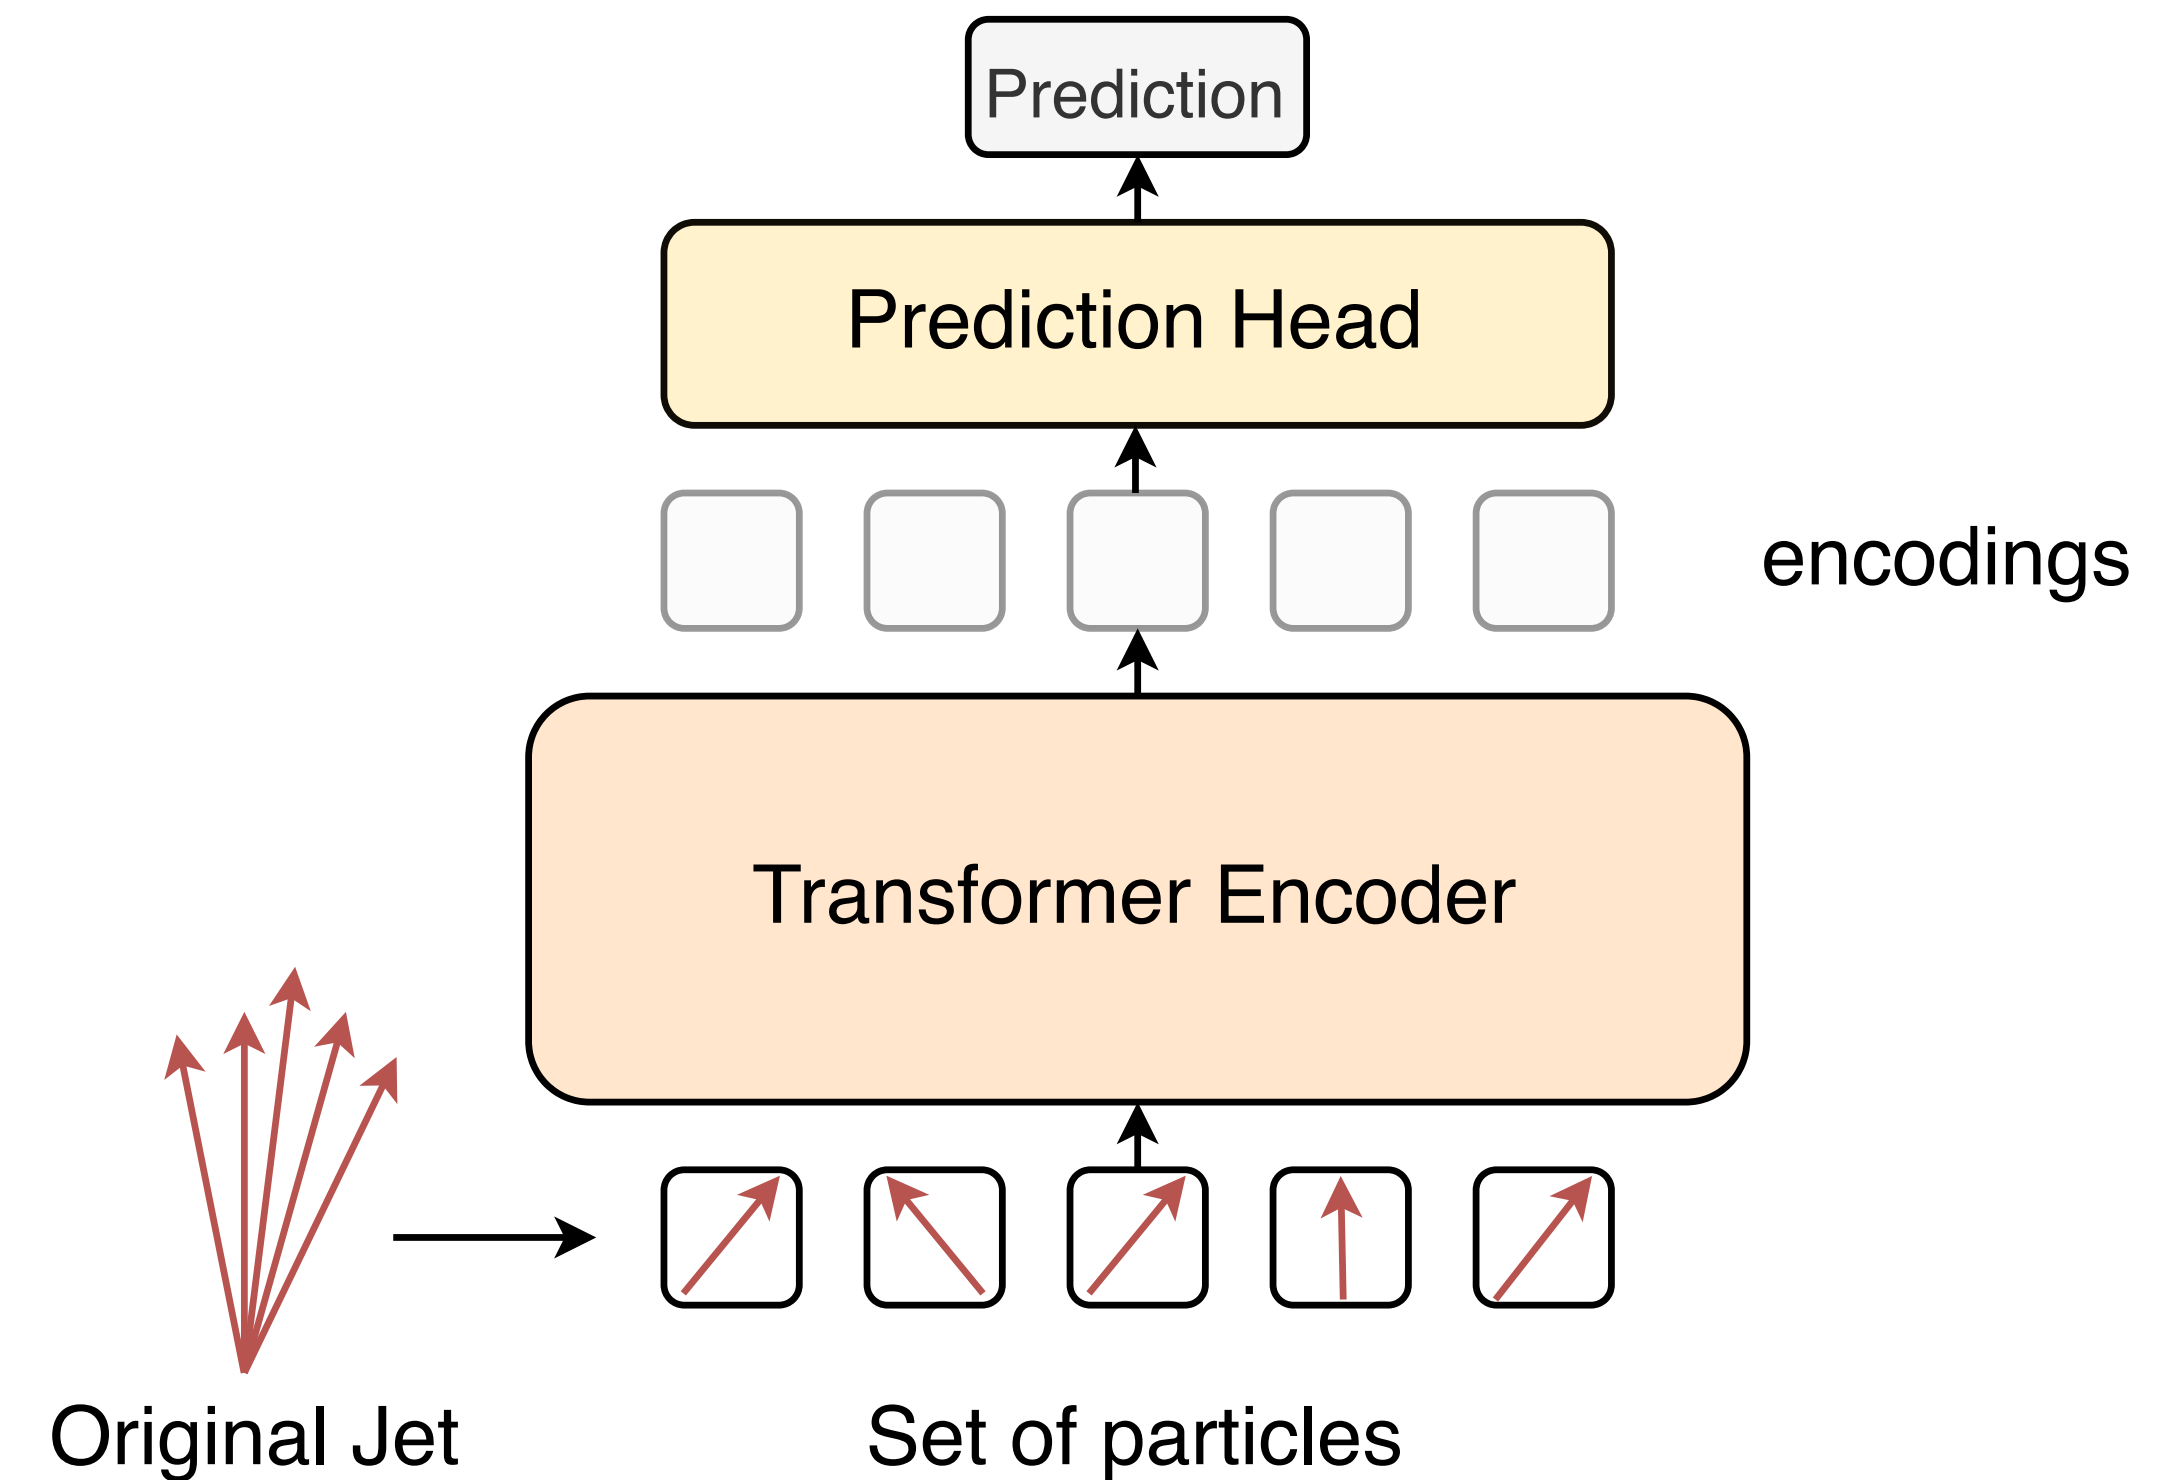 Prediction
Prediction Head
encodings
Transformer Encoder
Original Jet
Set of particles